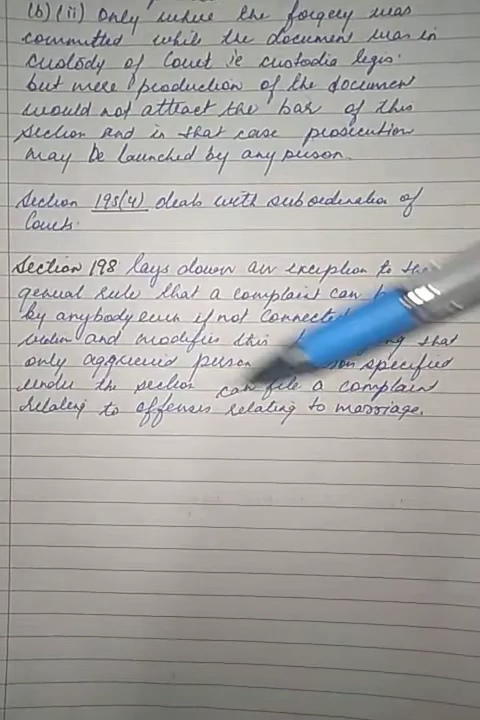 (b)(ii) Only where the forgery was
committed while the document was in
custody of Court ie custodia legis.
but mere production of the documen
would not attract the bar of this
section and in that case prosecution
may be launched by any person.
Section 195(4) deals with subordination of
Courts.
Section 198 lays down an exception to the
general rule that a complaint can
by anybody even if not connected
and modifies this that
only aggrieved person specified
under the section can file a complain
relating to offenses relating to marriage.